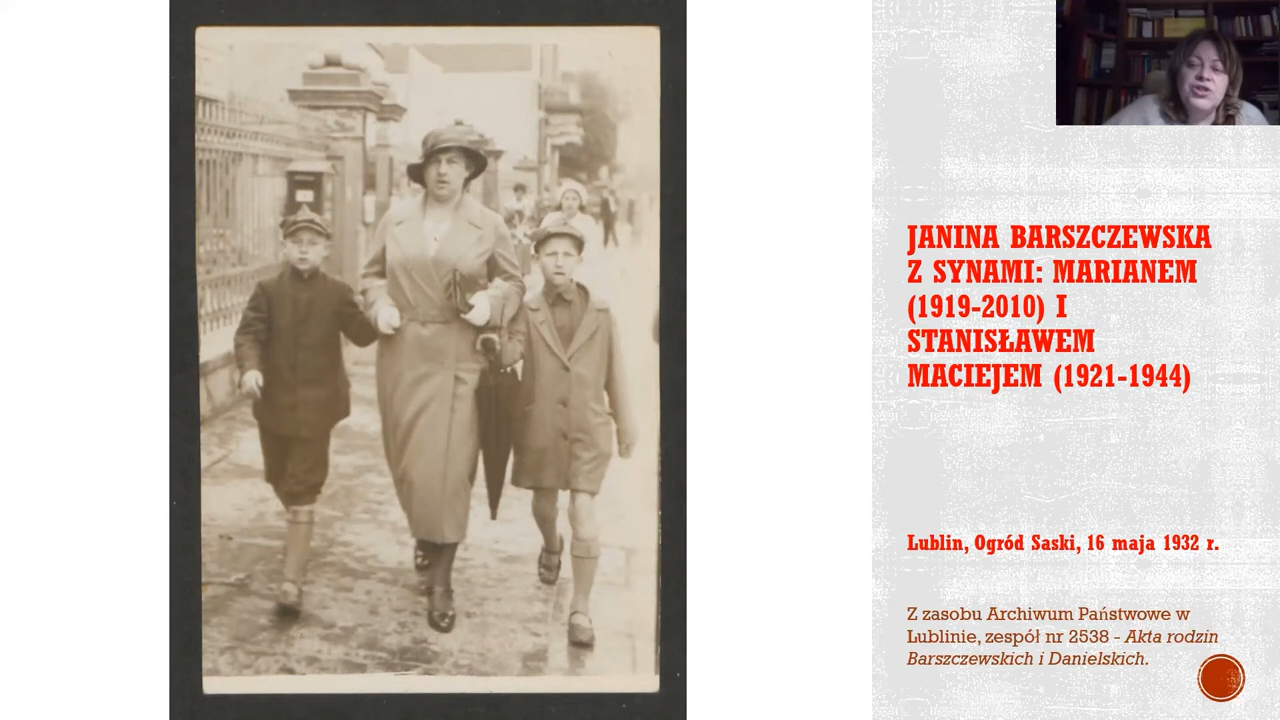 JANINA BARSZCZEWSKA
Z SYNAMI: MARIANEM
(1919-2010) I
STANISŁAWEM
MACIEJEM (1921-1944)
Lublin, Ogród Saski, 16 maja 1932 r.
Z zasobu Archiwum Państwowe w
Lublinie, zespół nr 2538 - Akta rodzin
Barszczewskich i Danielskich.